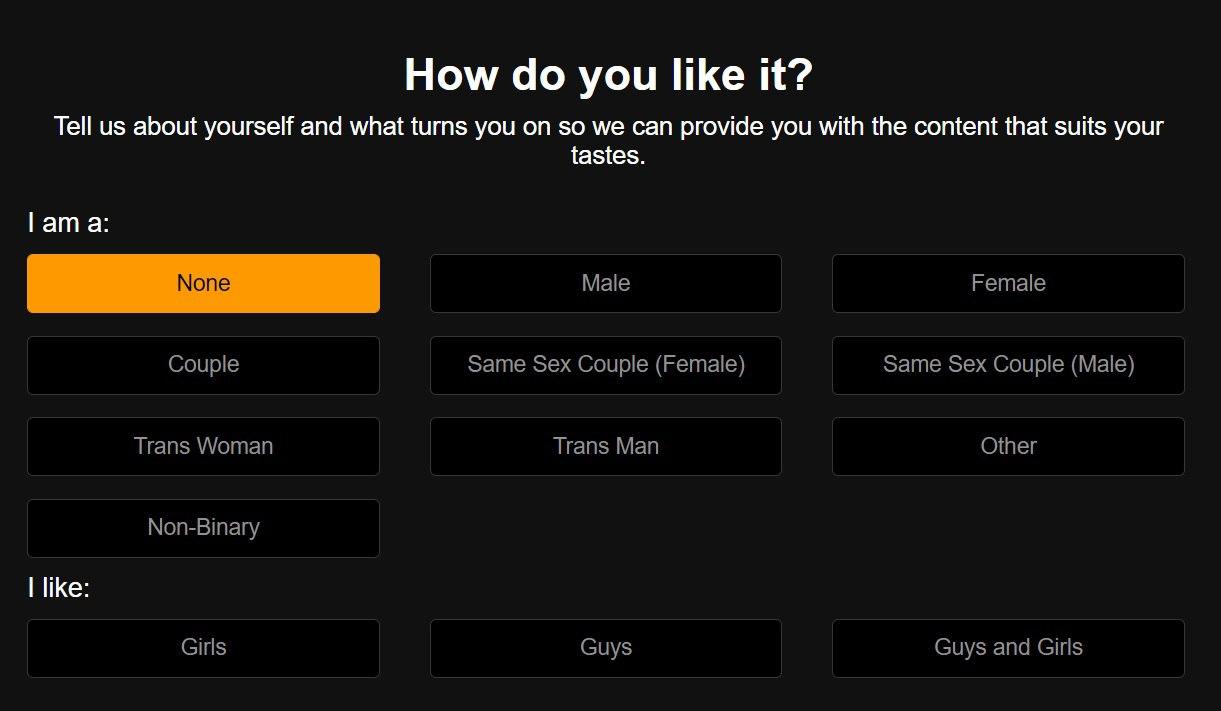 How do you like it?
Tell us about yourself and what turns you on so we can provide you with the content that suits your
tastes.
I am a:
None
Male
Female
Couple
Same Sex Couple (Female)
Same Sex Couple (Male)
Trans Woman
Trans Man
Other
Non-Binary
I like:
Girls
Guys
Guys and Girls